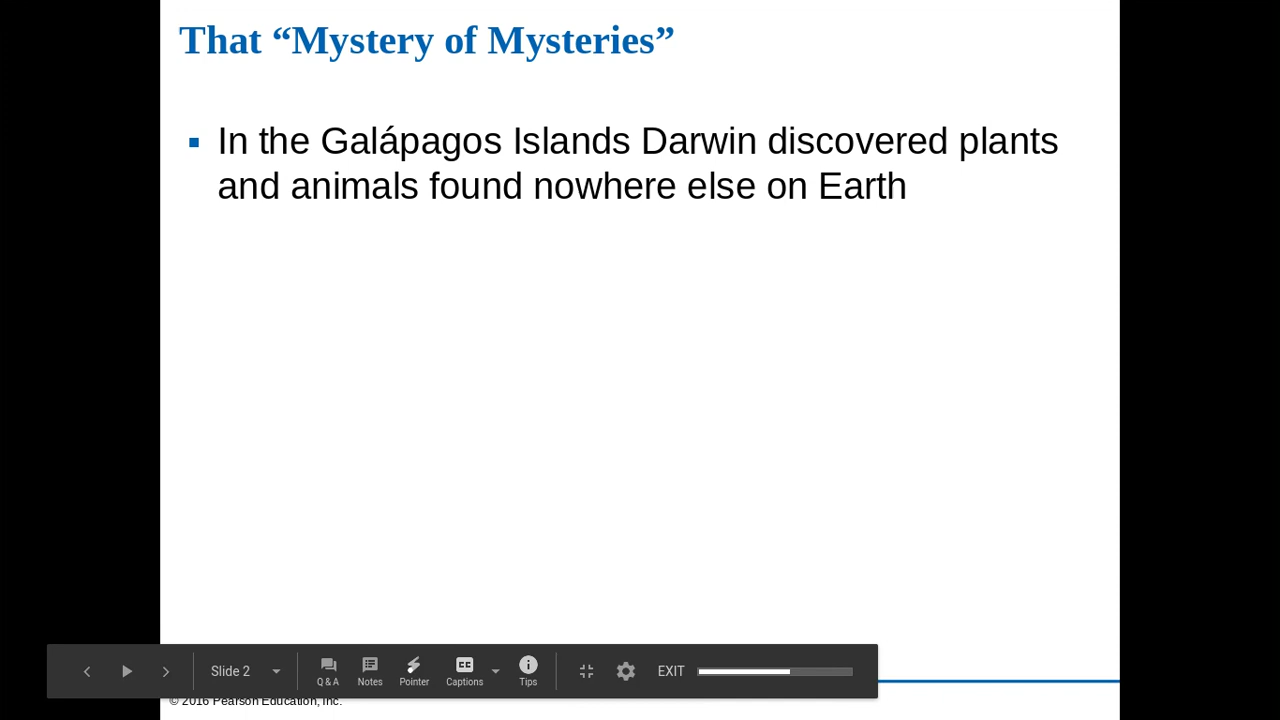 That “Mystery of Mysteries”
In the Galápagos Islands Darwin discovered plants
and animals found nowhere else on Earth
Slide 2
Q & A
Notes
Pointer
CC
Captions
Tips
EXIT
© 2016 Pearson Education, Inc.